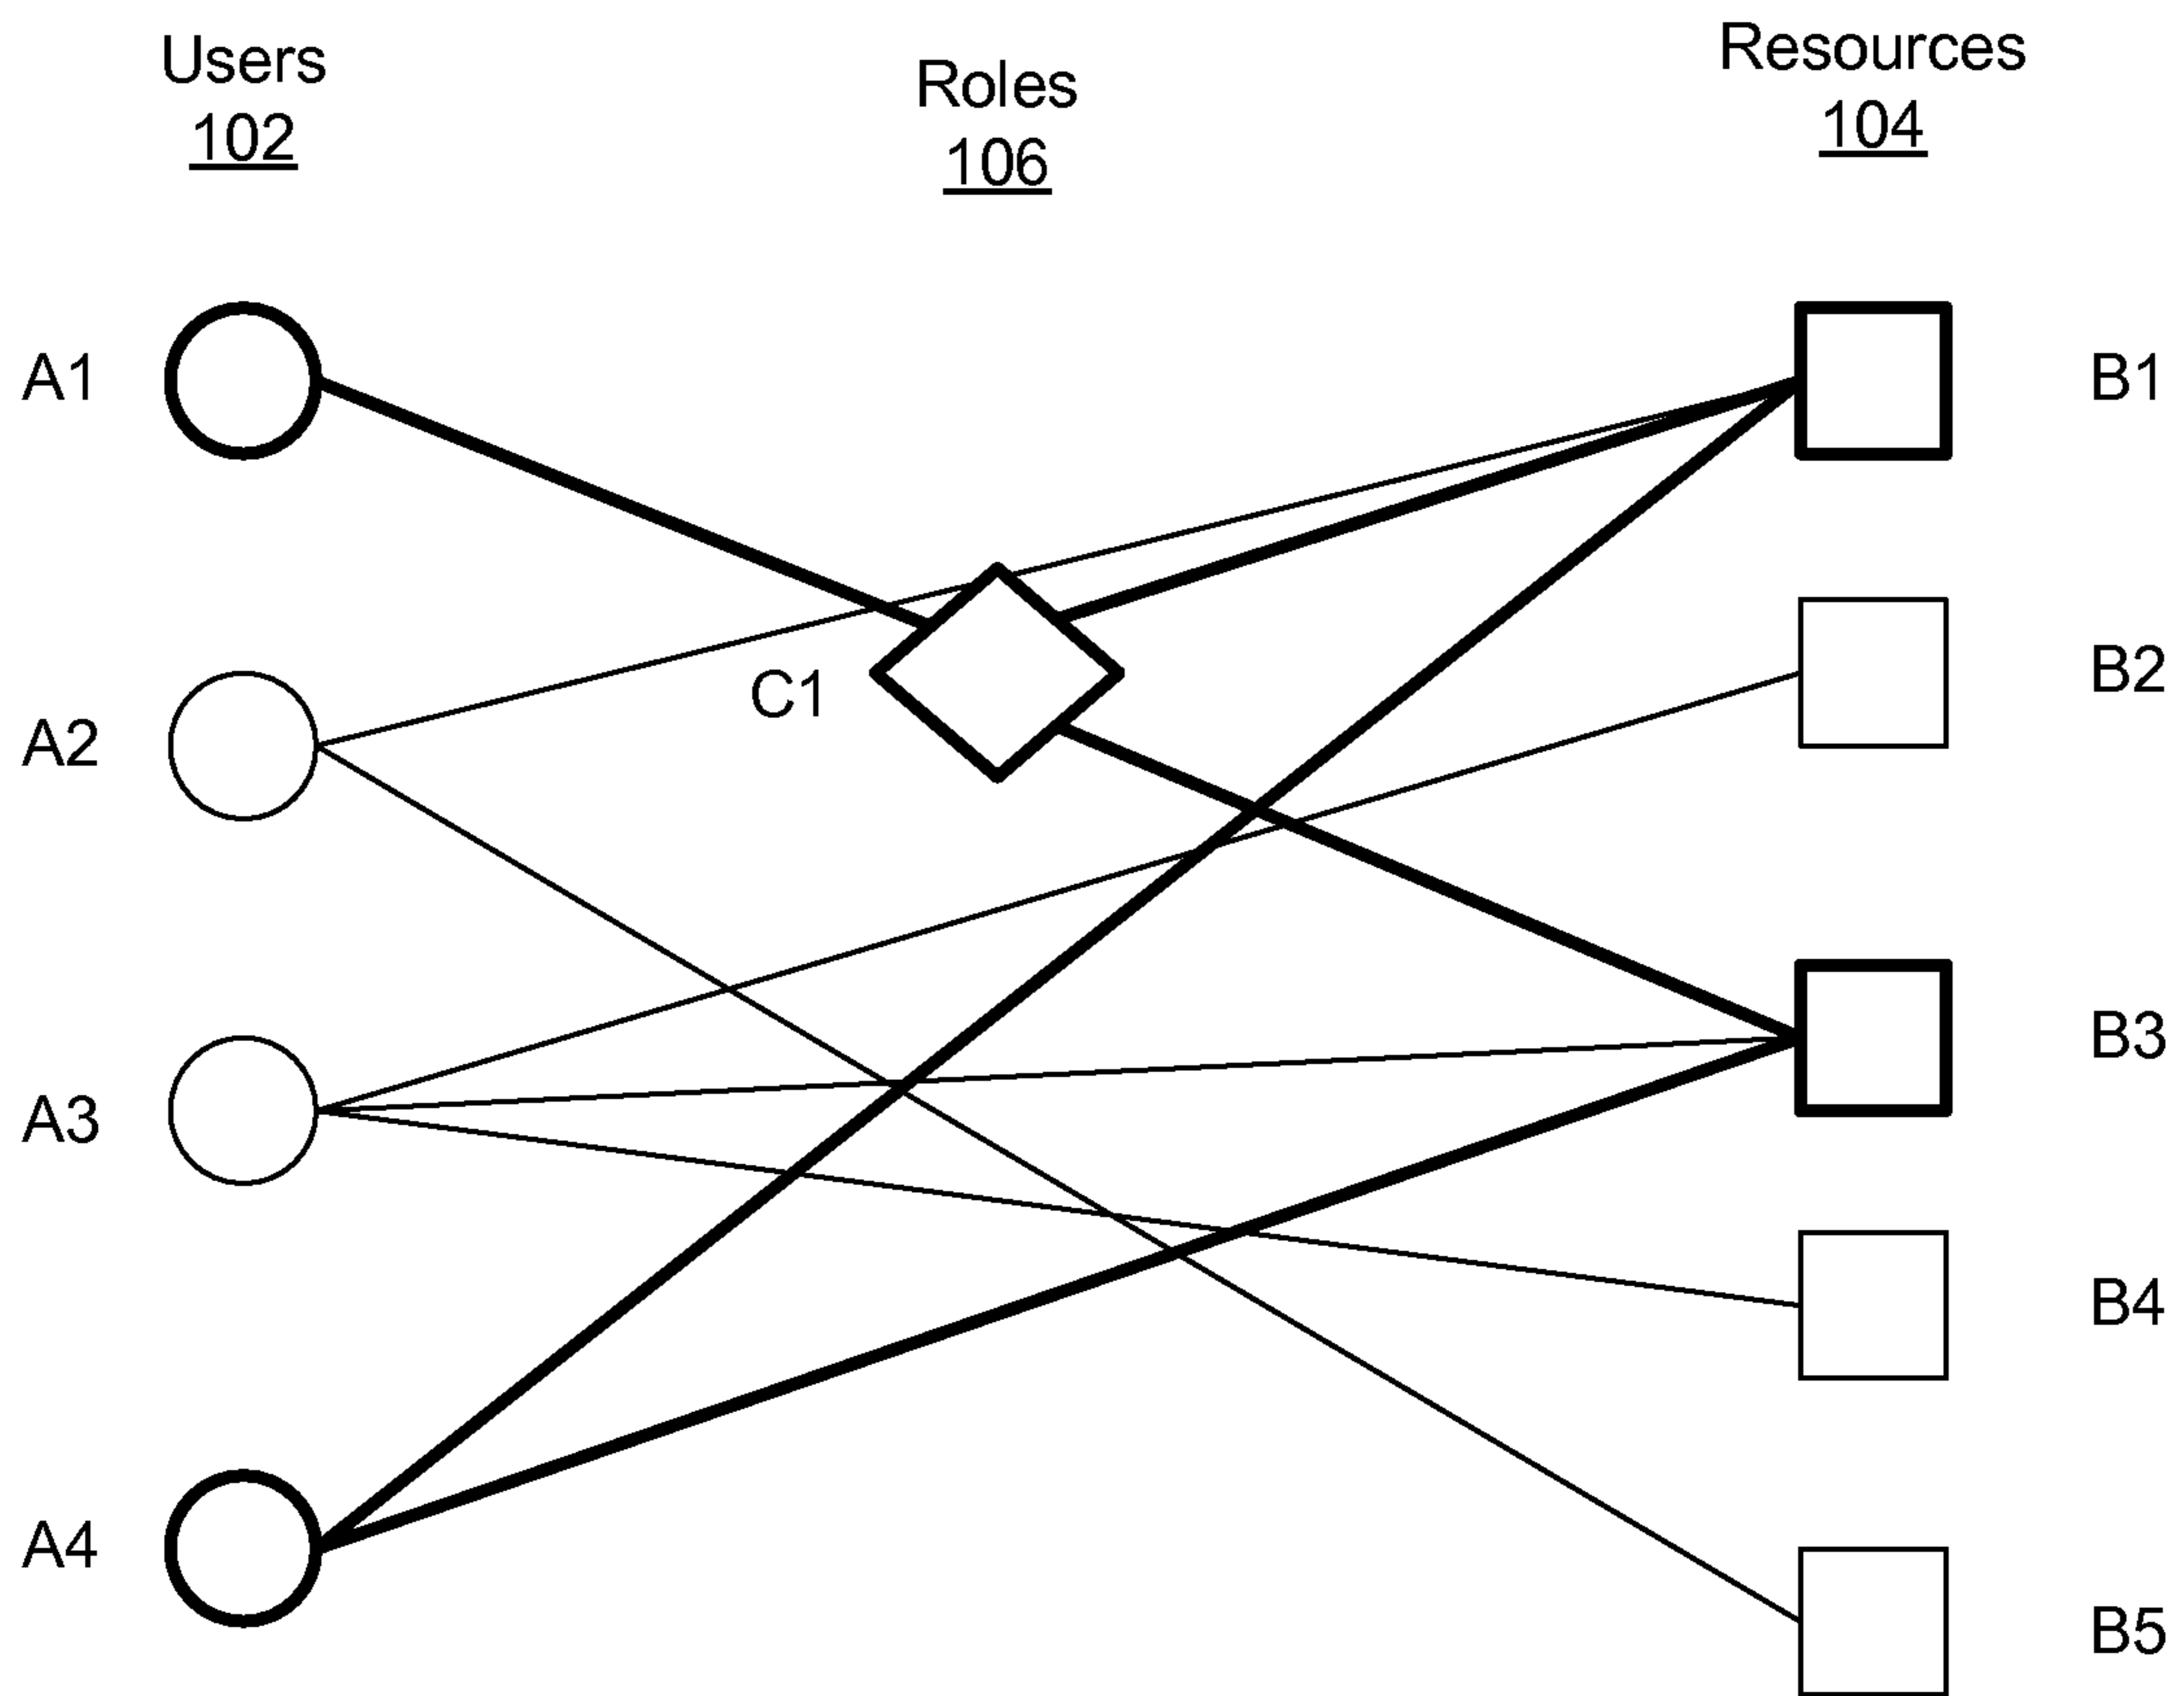 Users
102
Roles
106
Resources
104
A1
B1
A2
C1
B2
A3
B3
A4
B4
B5